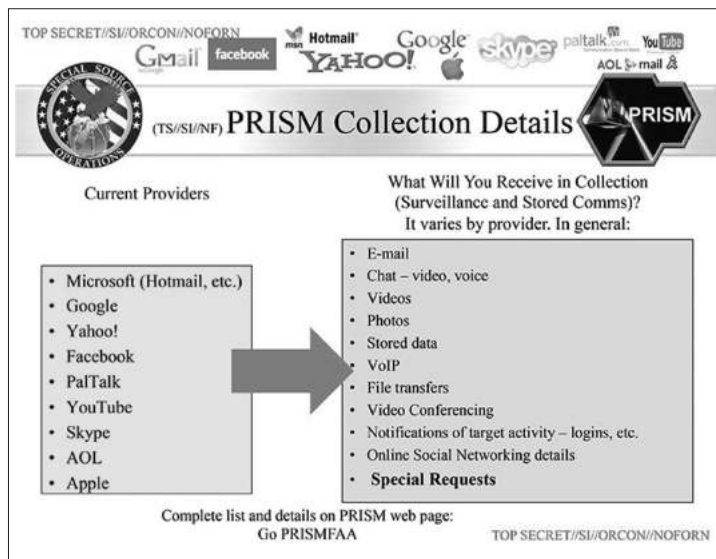 TOP SECRET//SI//ORCON//NOFORN
msn Hotmail®
Gmail
by Google
facebook
YAHOO!
Google
skype
paltalk.com
YouTube
AOL mail
SPECIAL SOURCE
OPERATIONS
(TS//SI//NF) PRISM Collection Details
PRISM
Current Providers
What Will You Receive in Collection
(Surveillance and Stored Comms)?
It varies by provider. In general:
• Microsoft (Hotmail, etc.)
• Google
• Yahoo!
• Facebook
• PalTalk
• YouTube
• Skype
• AOL
• Apple
• E-mail
• Chat – video, voice
• Videos
• Photos
• Stored data
• VoIP
• File transfers
• Video Conferencing
• Notifications of target activity – logins, etc.
• Online Social Networking details
• Special Requests
Complete list and details on PRISM web page:
Go PRISMFAA
TOP SECRET//SI//ORCON//NOFORN